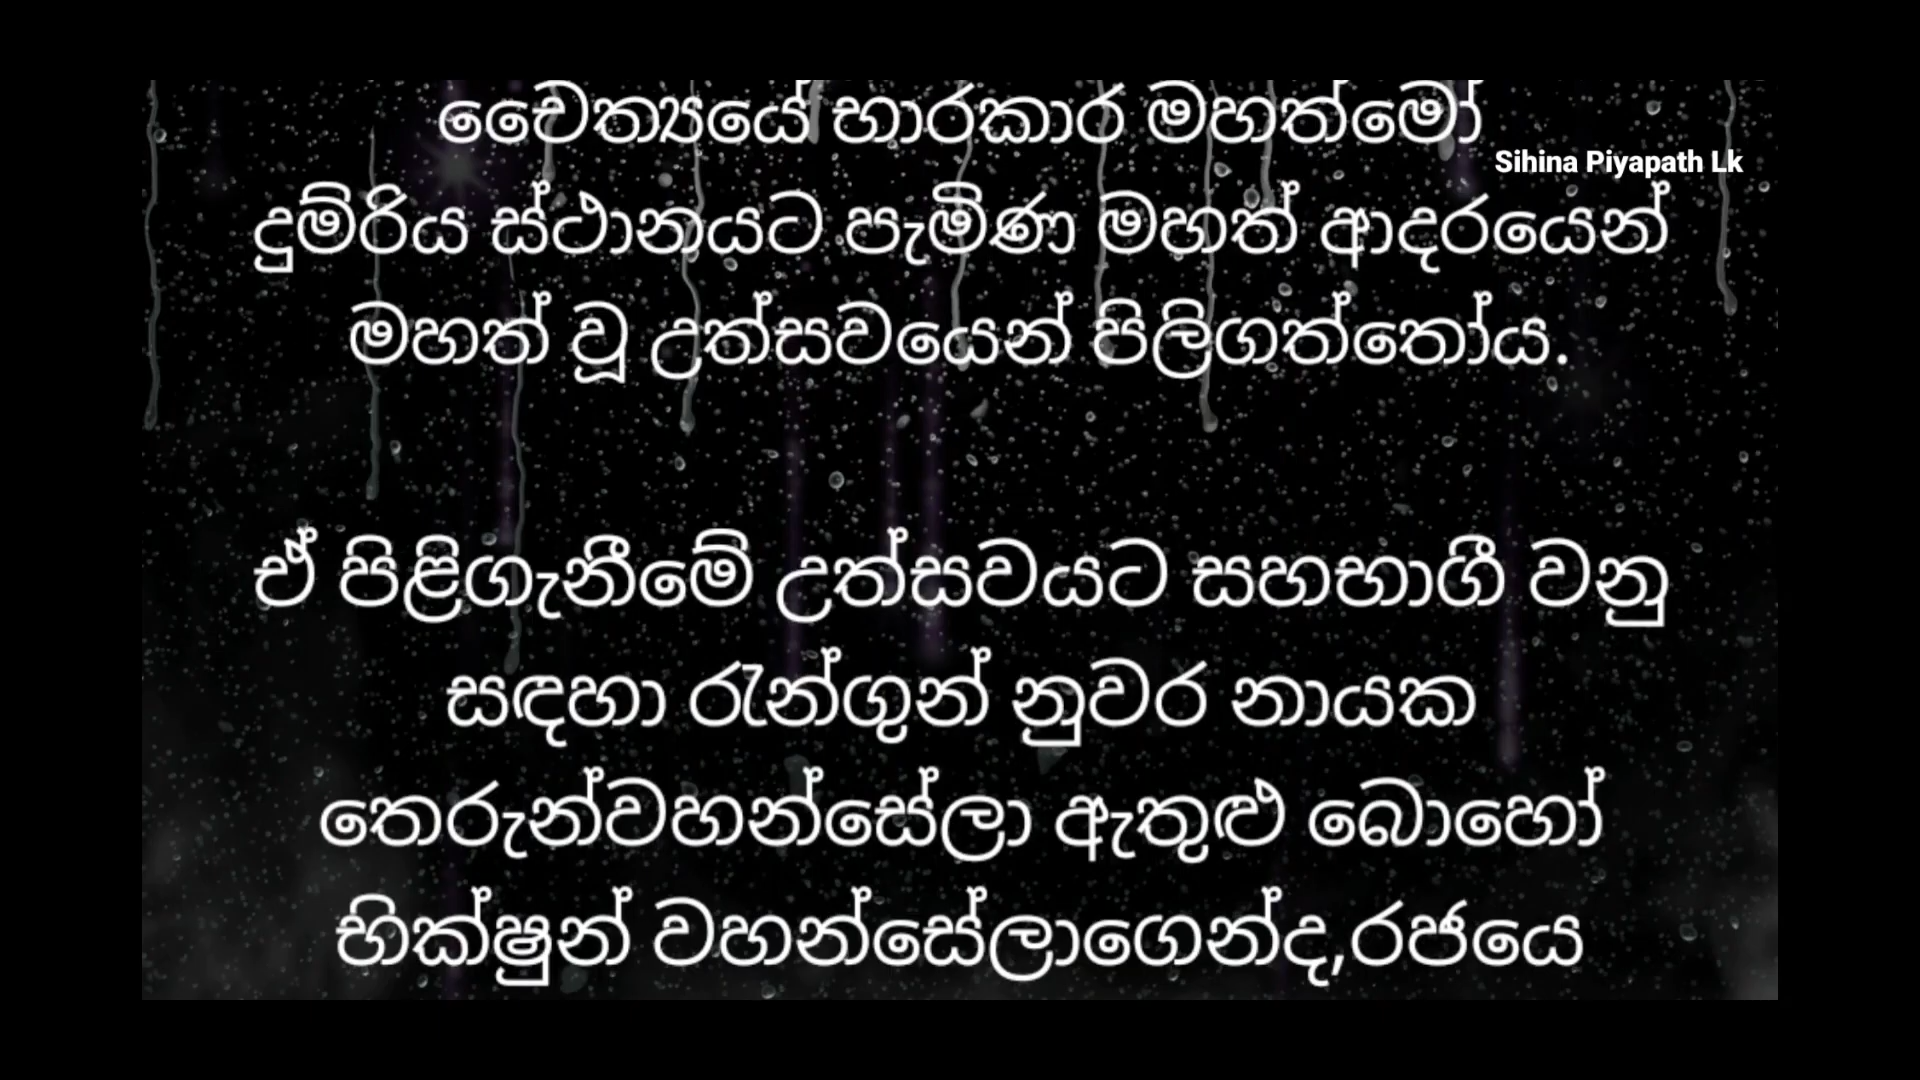 චෛත්‍යයේ භාරකාර මහත්මෝ
Sihina Piyapath Lk
දුම්රිය ස්ථානයට පැමිණ මහත් ආදරයෙන්
මහත් වූ උත්සවයෙන් පිලිගත්තෝය.
ඒ පිළිගැනීමේ උත්සවයට සහභාගී වනු
සඳහා රැන්ගුන් නුවර නායක
තෙරුන්වහන්සේලා ඇතුළු බොහෝ
භික්ෂුන් වහන්සේලාගෙන්ද,රජයෙ